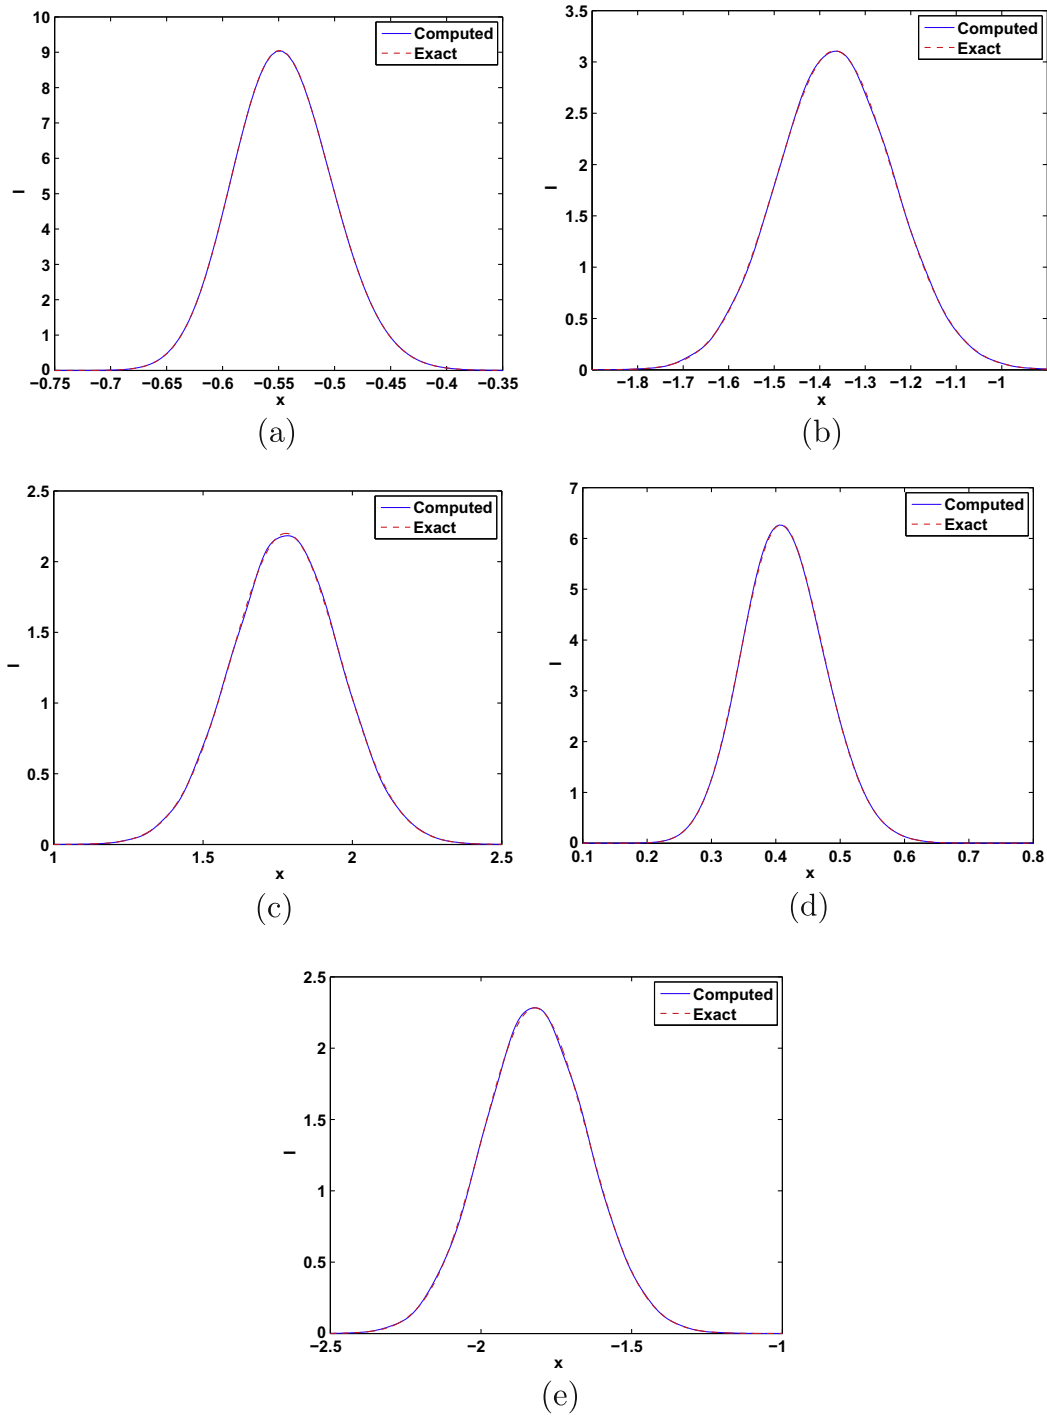 10
9
8
7
6
5
4
3
2
1
0
I
Computed
Exact
−0.75 −0.7 −0.65 −0.6 −0.55 −0.5 −0.45 −0.4 −0.35
x
(a)
3.5
3
2.5
2
1.5
1
0.5
0
I
Computed
Exact
−1.8 −1.7 −1.6 −1.5 −1.4 −1.3 −1.2 −1.1 −1
x
(b)
2.5
2
1.5
1
0.5
0
I
Computed
Exact
1 1.5 2 2.5
x
(c)
7
6
5
4
3
2
1
0
I
Computed
Exact
0.1 0.2 0.3 0.4 0.5 0.6 0.7 0.8
x
(d)
2.5
2
1.5
1
0.5
0
I
Computed
Exact
−2.5 −2 −1.5 −1
x
(e)